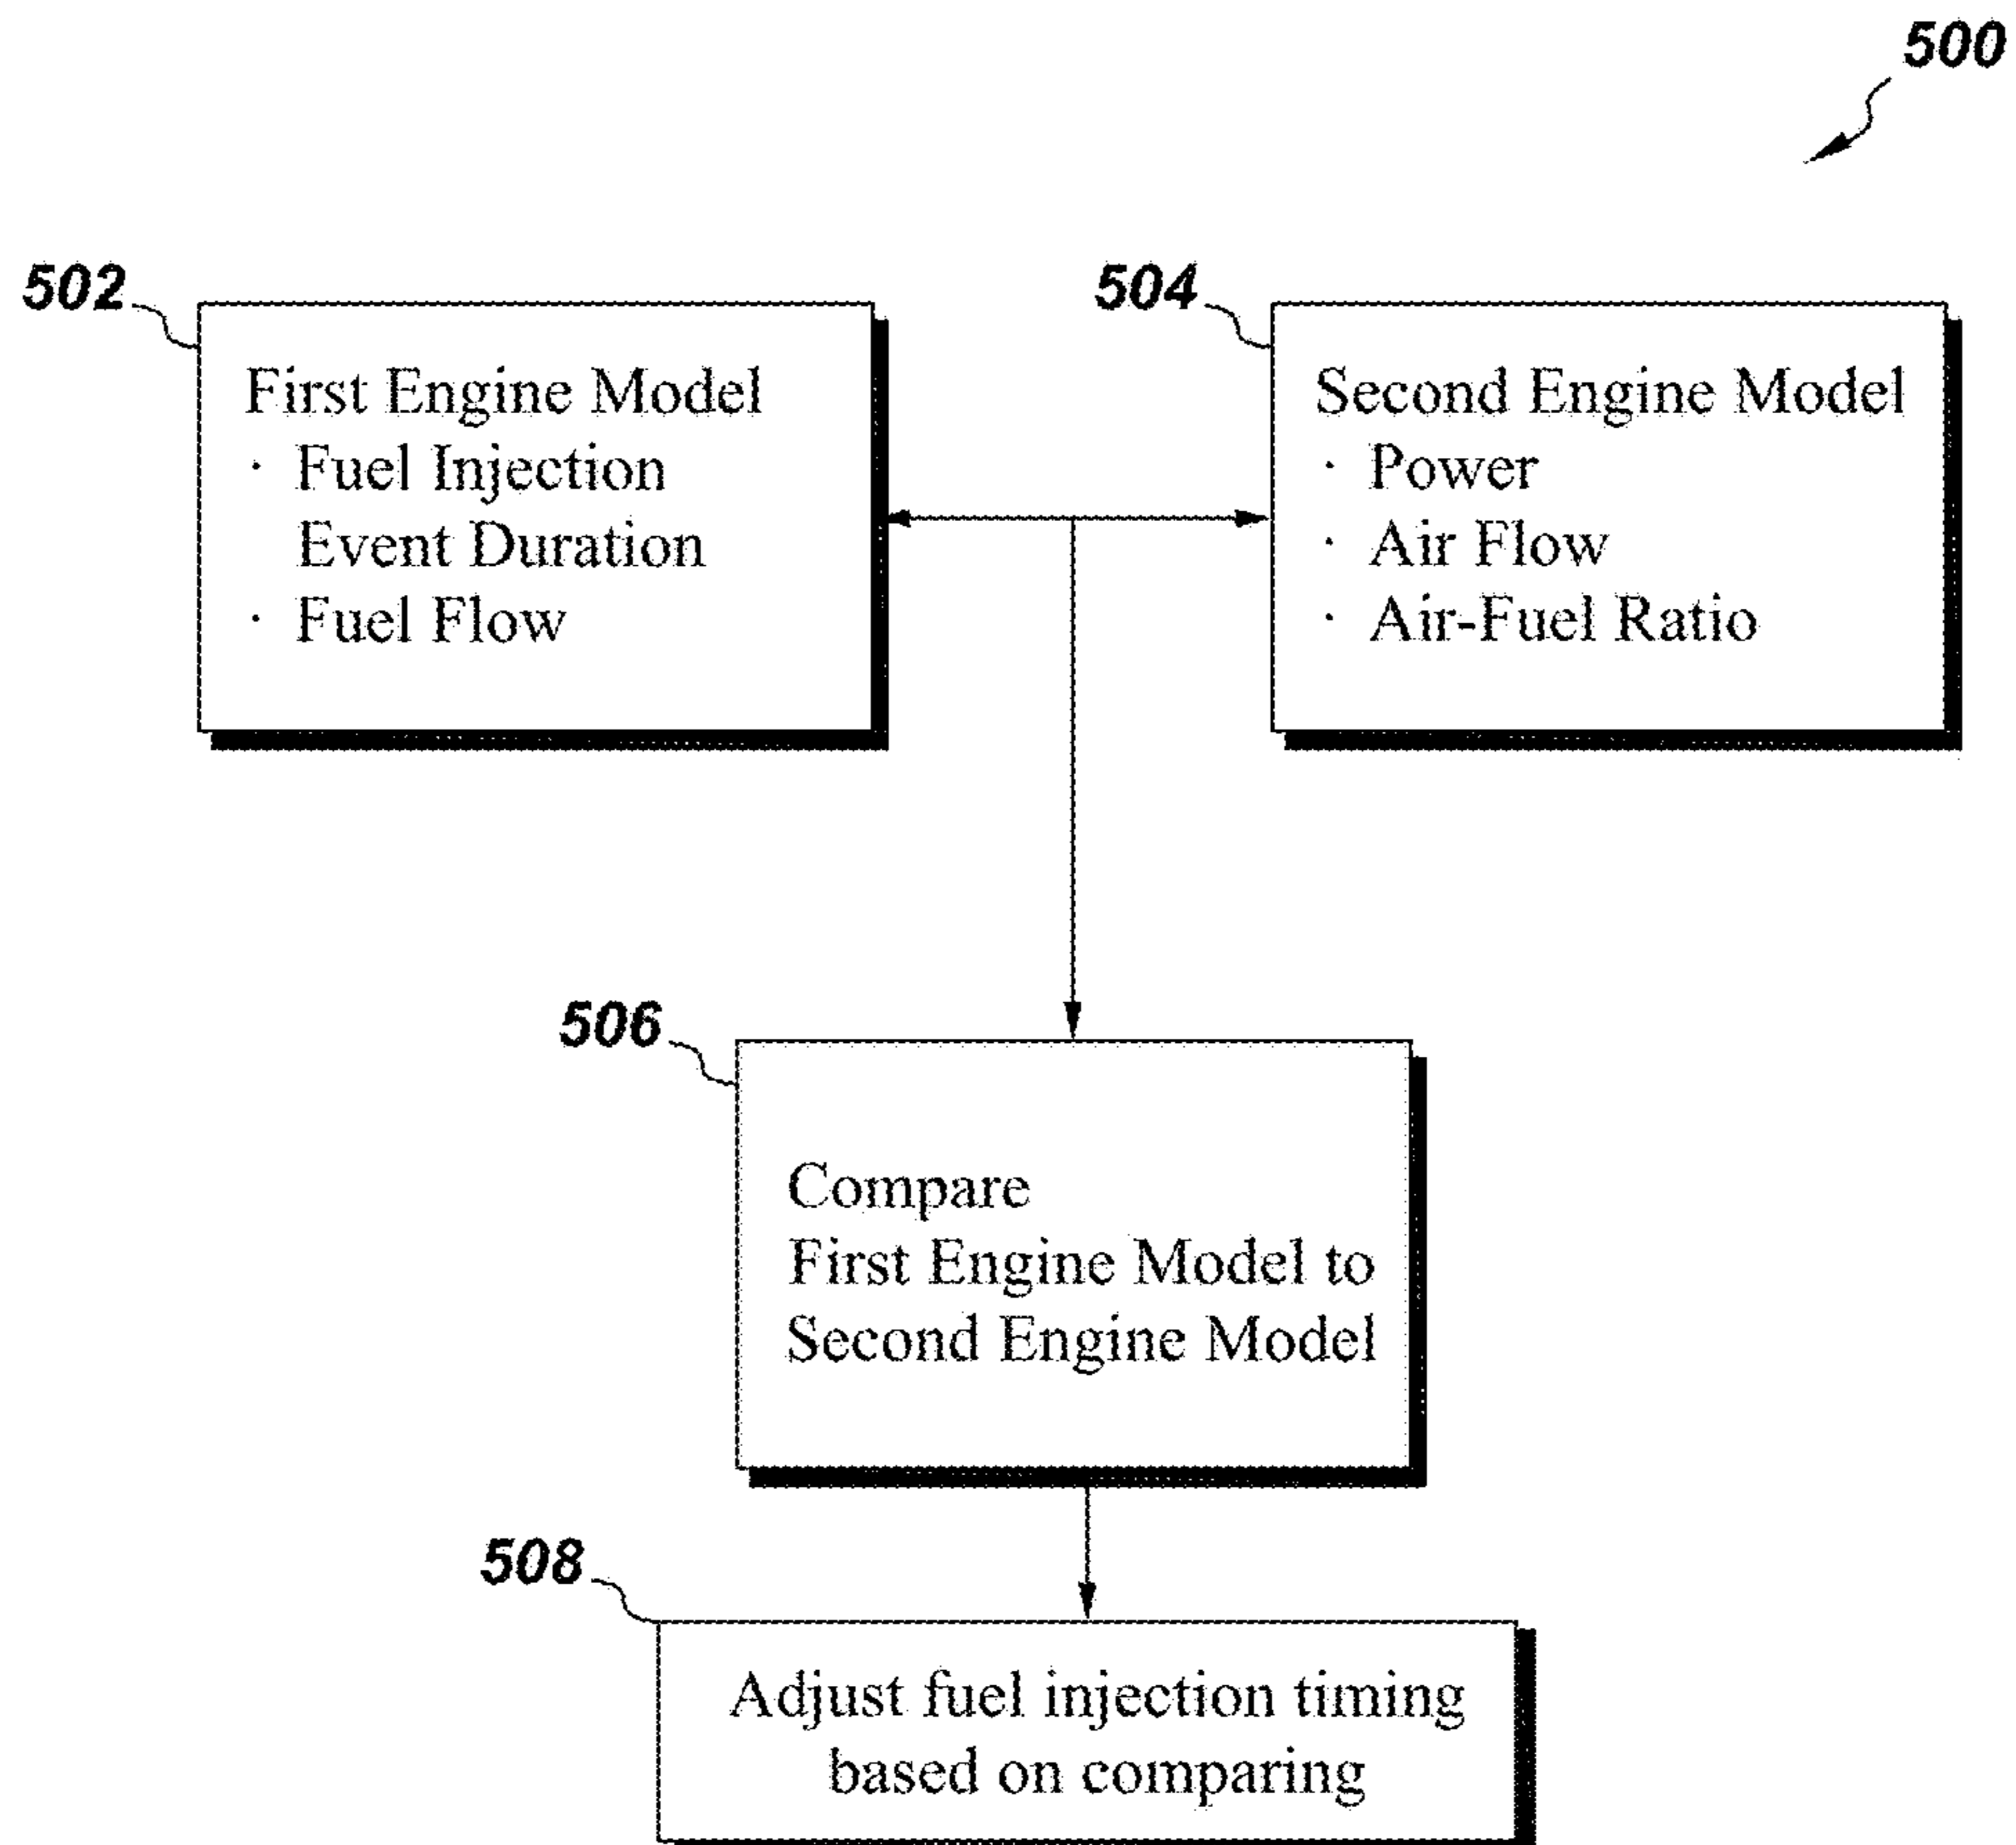 500
502
First Engine Model
· Fuel Injection
Event Duration
· Fuel Flow
504
Second Engine Model
· Power
· Air Flow
· Air-Fuel Ratio
506
Compare
First Engine Model to
Second Engine Model
508
Adjust fuel injection timing
based on comparing